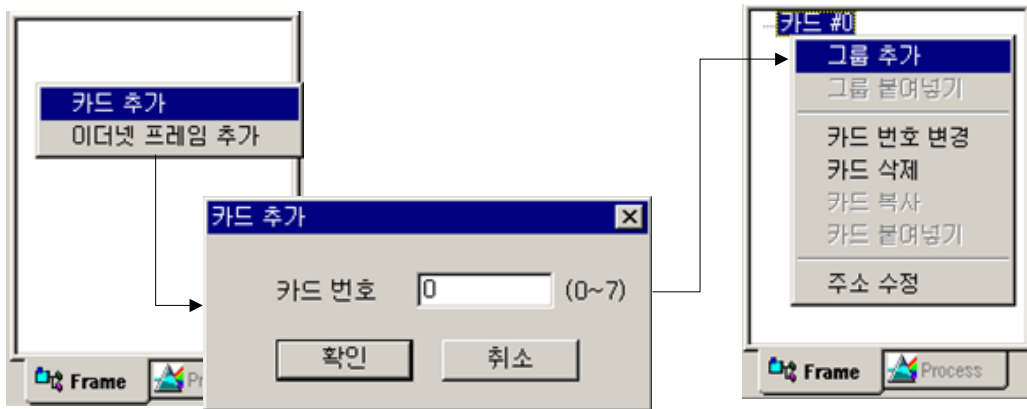 카드 추가
이더넷 프레임 추가
Frame
카드 추가
카드 번호 0 (0~7)
확인 취소
카드 #0
그룹 추가
그룹 붙여넣기
카드 번호 변경
카드 삭제
카드 복사
카드 붙여넣기
주소 수정
Frame Process